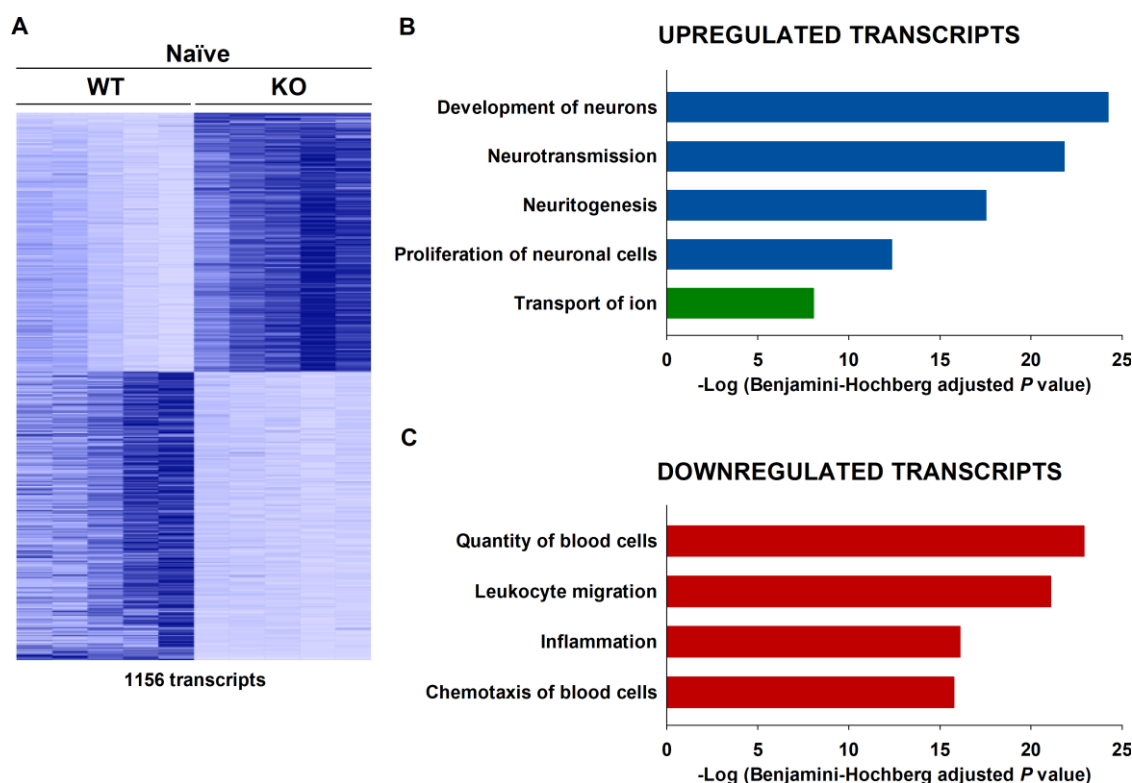 A
Naïve
WT KO
1156 transcripts
B
UPREGULATED TRANSCRIPTS
Development of neurons
Neurotransmission
Neuritogenesis
Proliferation of neuronal cells
Transport of ion
0 5 10 15 20 25
-Log (Benjamini-Hochberg adjusted P value)
C
DOWNREGULATED TRANSCRIPTS
Quantity of blood cells
Leukocyte migration
Inflammation
Chemotaxis of blood cells
0 5 10 15 20 25
-Log (Benjamini-Hochberg adjusted P value)